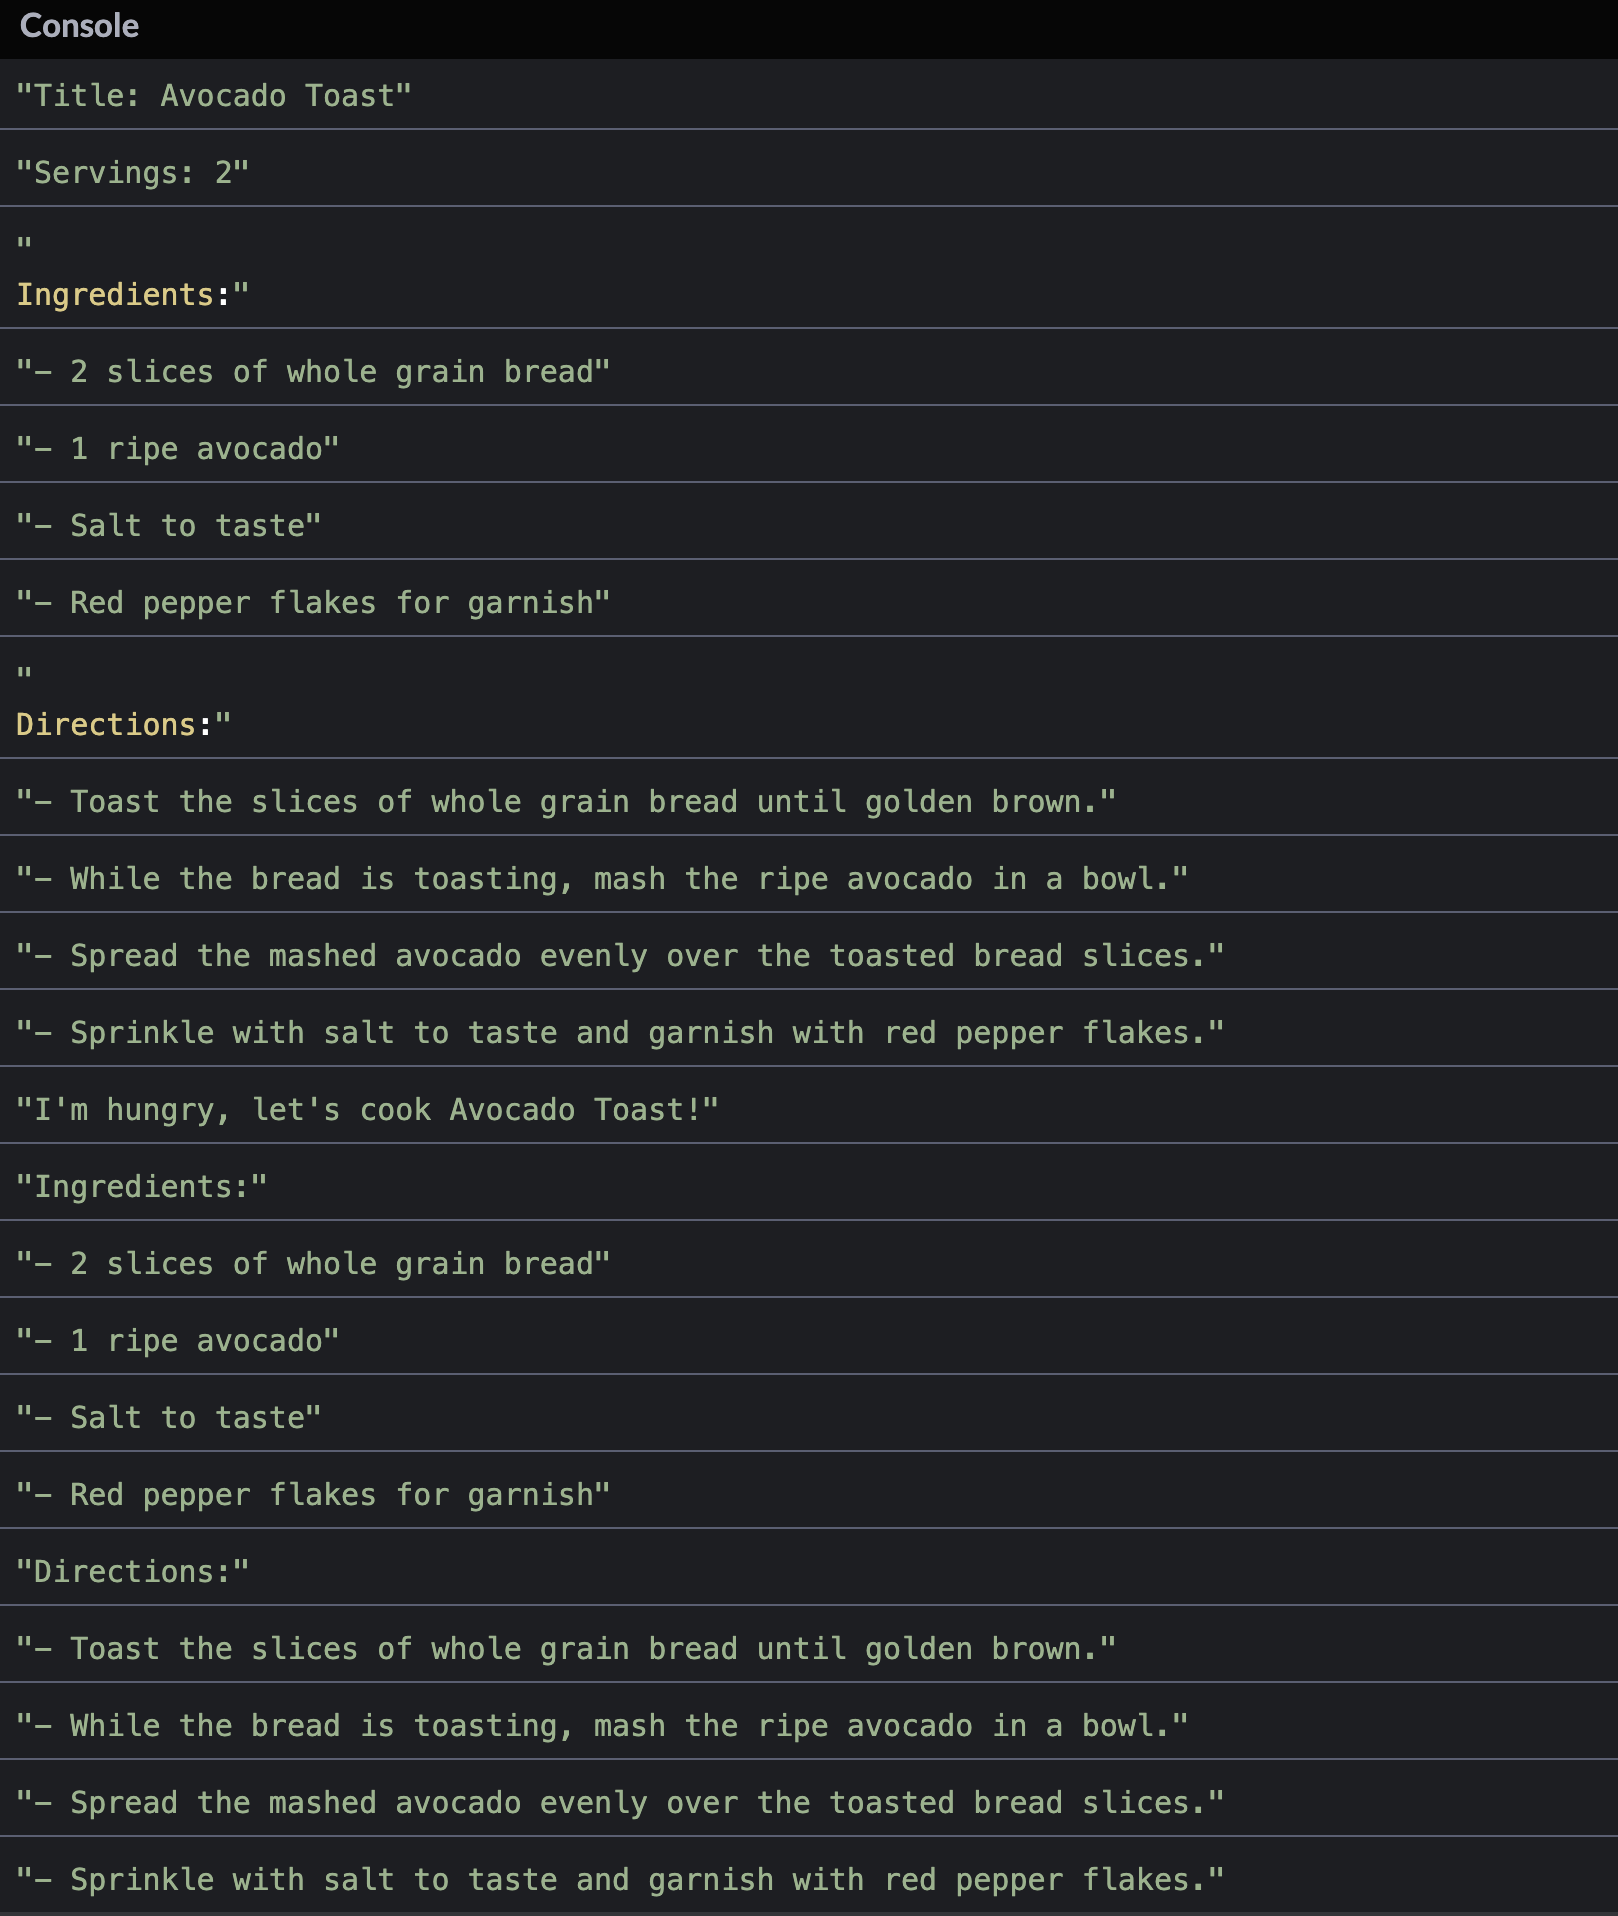 Console
"Title: Avocado Toast"
"Servings: 2"
"
Ingredients:"
"– 2 slices of whole grain bread"
"– 1 ripe avocado"
"– Salt to taste"
"– Red pepper flakes for garnish"
"
Directions:"
"– Toast the slices of whole grain bread until golden brown."
"– While the bread is toasting, mash the ripe avocado in a bowl."
"– Spread the mashed avocado evenly over the toasted bread slices."
"– Sprinkle with salt to taste and garnish with red pepper flakes."
"I'm hungry, let's cook Avocado Toast!"
"Ingredients:"
"– 2 slices of whole grain bread"
"– 1 ripe avocado"
"– Salt to taste"
"– Red pepper flakes for garnish"
"Directions:"
"– Toast the slices of whole grain bread until golden brown."
"– While the bread is toasting, mash the ripe avocado in a bowl."
"– Spread the mashed avocado evenly over the toasted bread slices."
"– Sprinkle with salt to taste and garnish with red pepper flakes."